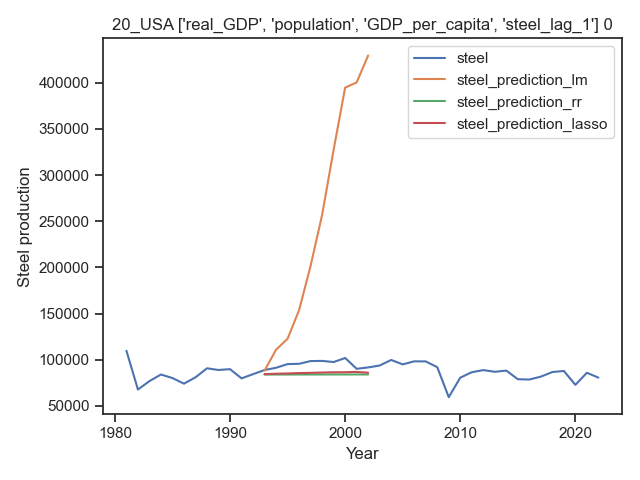 20_USA ['real_GDP', 'population', 'GDP_per_capita', 'steel_lag_1'] 0
steel
steel_prediction_lm
steel_prediction_rr
steel_prediction_lasso
400000
350000
300000
250000
200000
150000
100000
50000
Steel production
1980
1990
2000
2010
2020
Year